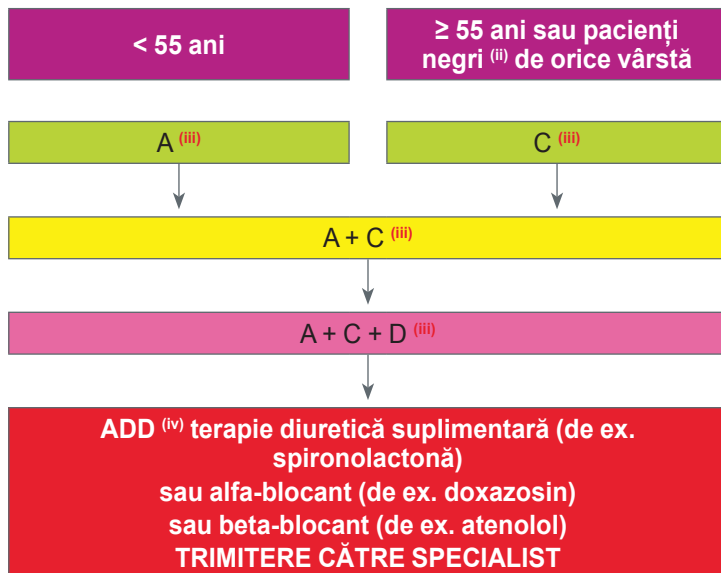 < 55 ani
≥ 55 ani sau pacienți
negri (ii) de orice vârstă
A (iii)
C (iii)
A + C (iii)
A + C + D (iii)
ADD (iv) terapie diuretică suplimentară (de ex.
spironolactonă)
sau alfa-blocant (de ex. doxazosin)
sau beta-blocant (de ex. atenolol)
TRIMITERE CĂTRE SPECIALIST